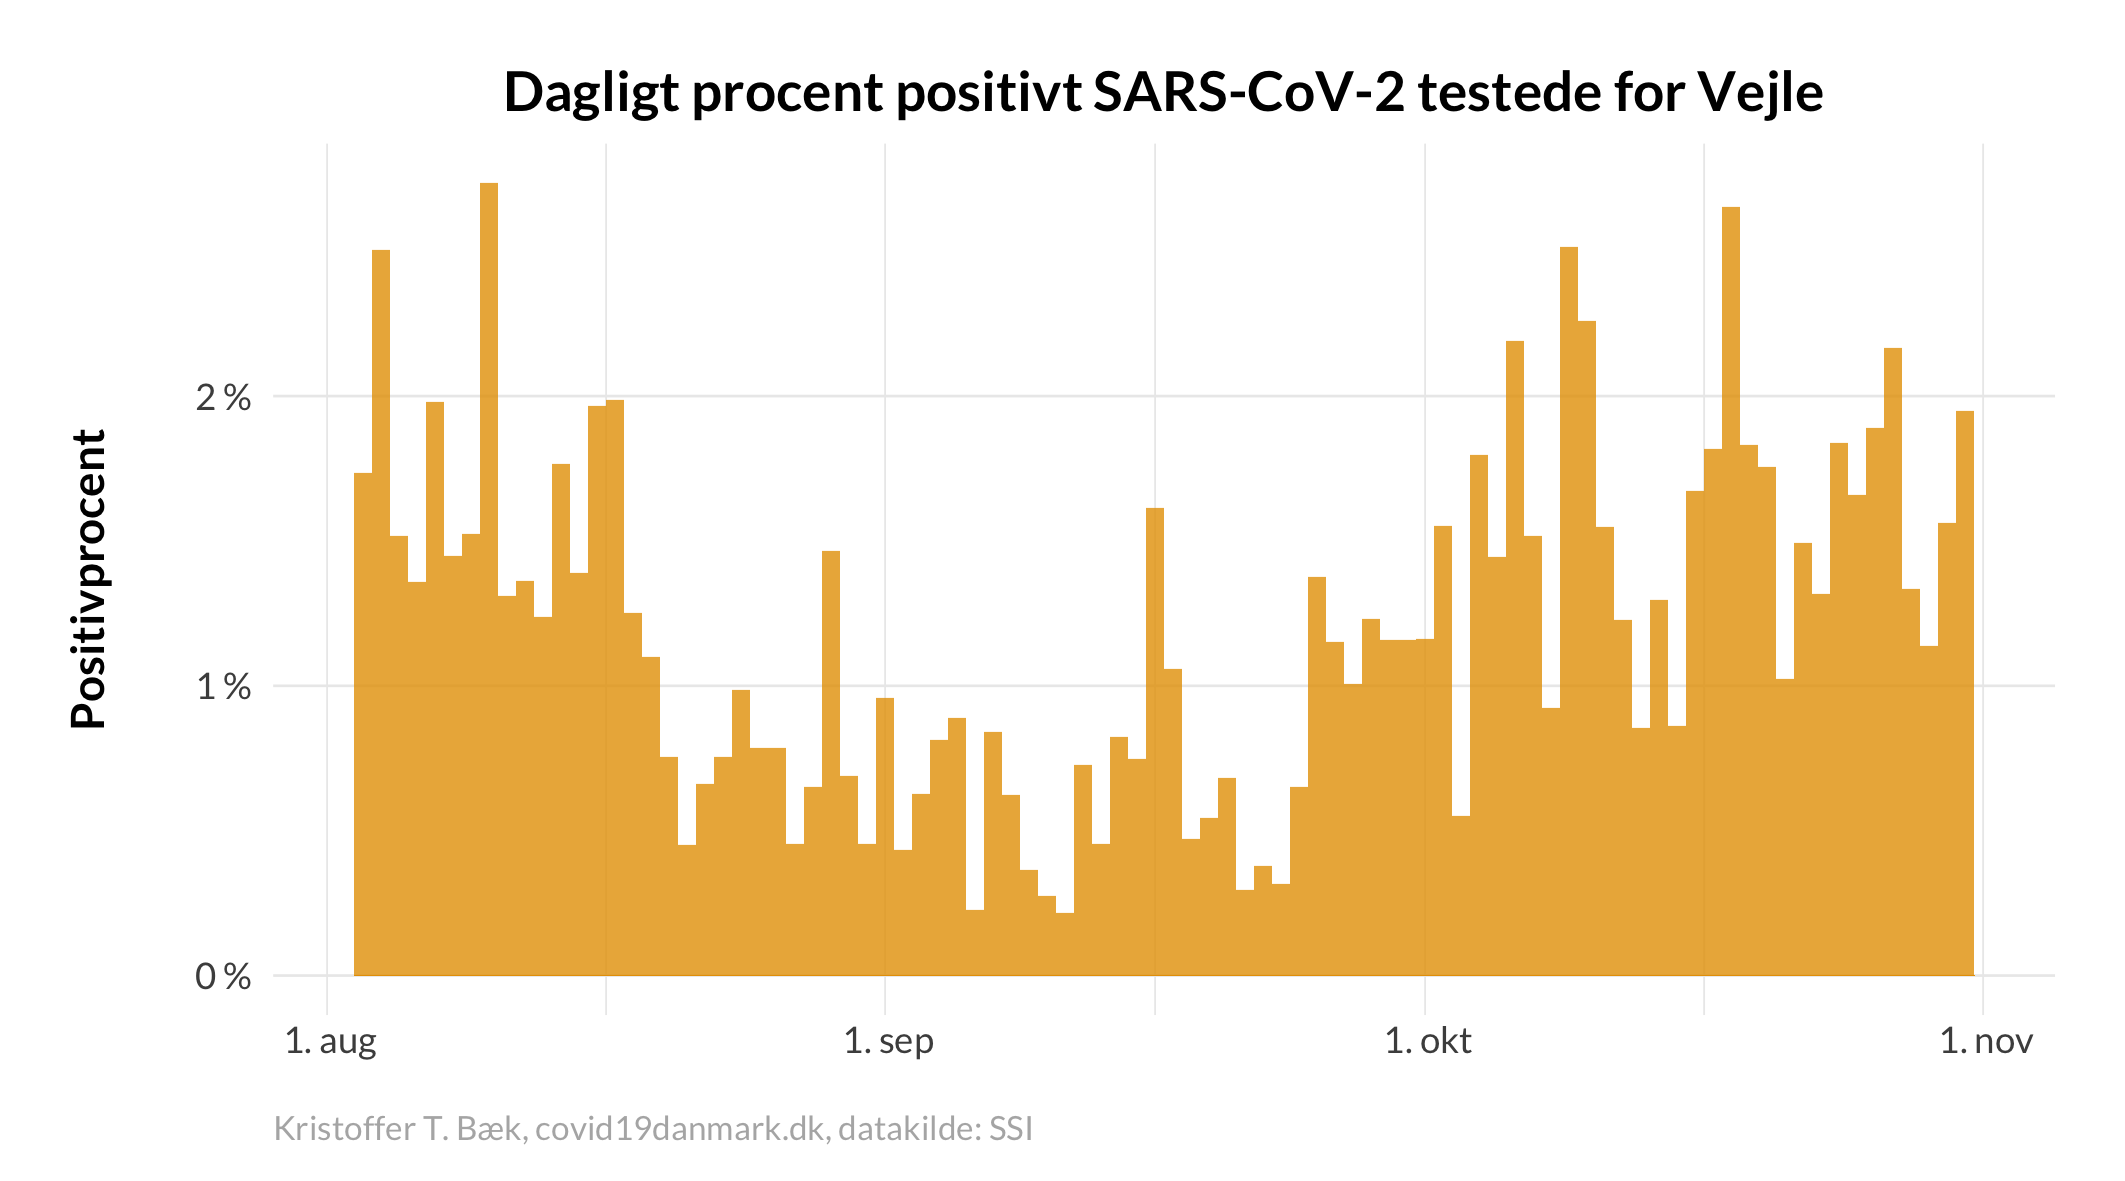 Dagligt procent positivt SARS-CoV-2 testede for Vejle
Positivprocent
2 %
1 %
0 %
1. aug
1. sep
1. okt
1. nov
Kristoffer T. Bæk, covid19danmark.dk, datakilde: SSI